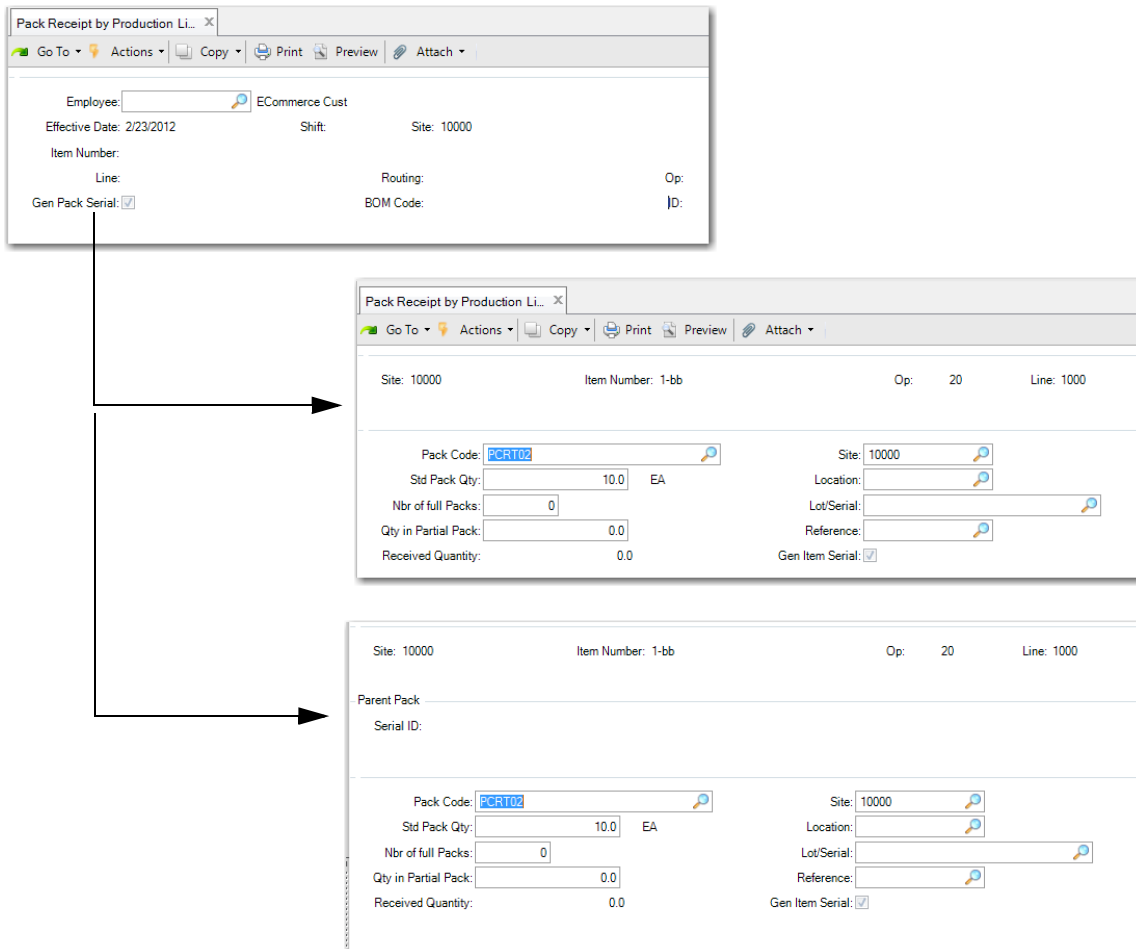 Pack Receipt by Production Li...
Go To Actions Copy Print Preview Attach
Employee: ECommerce Cust
Effective Date: 2/23/2012 Shift: Site: 10000
Item Number:
Line: Routing: Op:
Gen Pack Serial: BOM Code: ID:
Pack Receipt by Production Li...
Go To Actions Copy Print Preview Attach
Site: 10000 Item Number: 1-bb Op: 20 Line: 1000
Pack Code: PCRT02 Site: 10000
Std Pack Qty: 10.0 EA Location:
Nbr of full Packs: 0 Lot/Serial:
Qty in Partial Pack: 0.0 Reference:
Received Quantity: 0.0 Gen Item Serial:
Site: 10000 Item Number: 1-bb Op: 20 Line: 1000
Parent Pack
Serial ID:
Pack Code: PCRT02 Site: 10000
Std Pack Qty: 10.0 EA Location:
Nbr of full Packs: 0 Lot/Serial:
Qty in Partial Pack: 0.0 Reference:
Received Quantity: 0.0 Gen Item Serial: